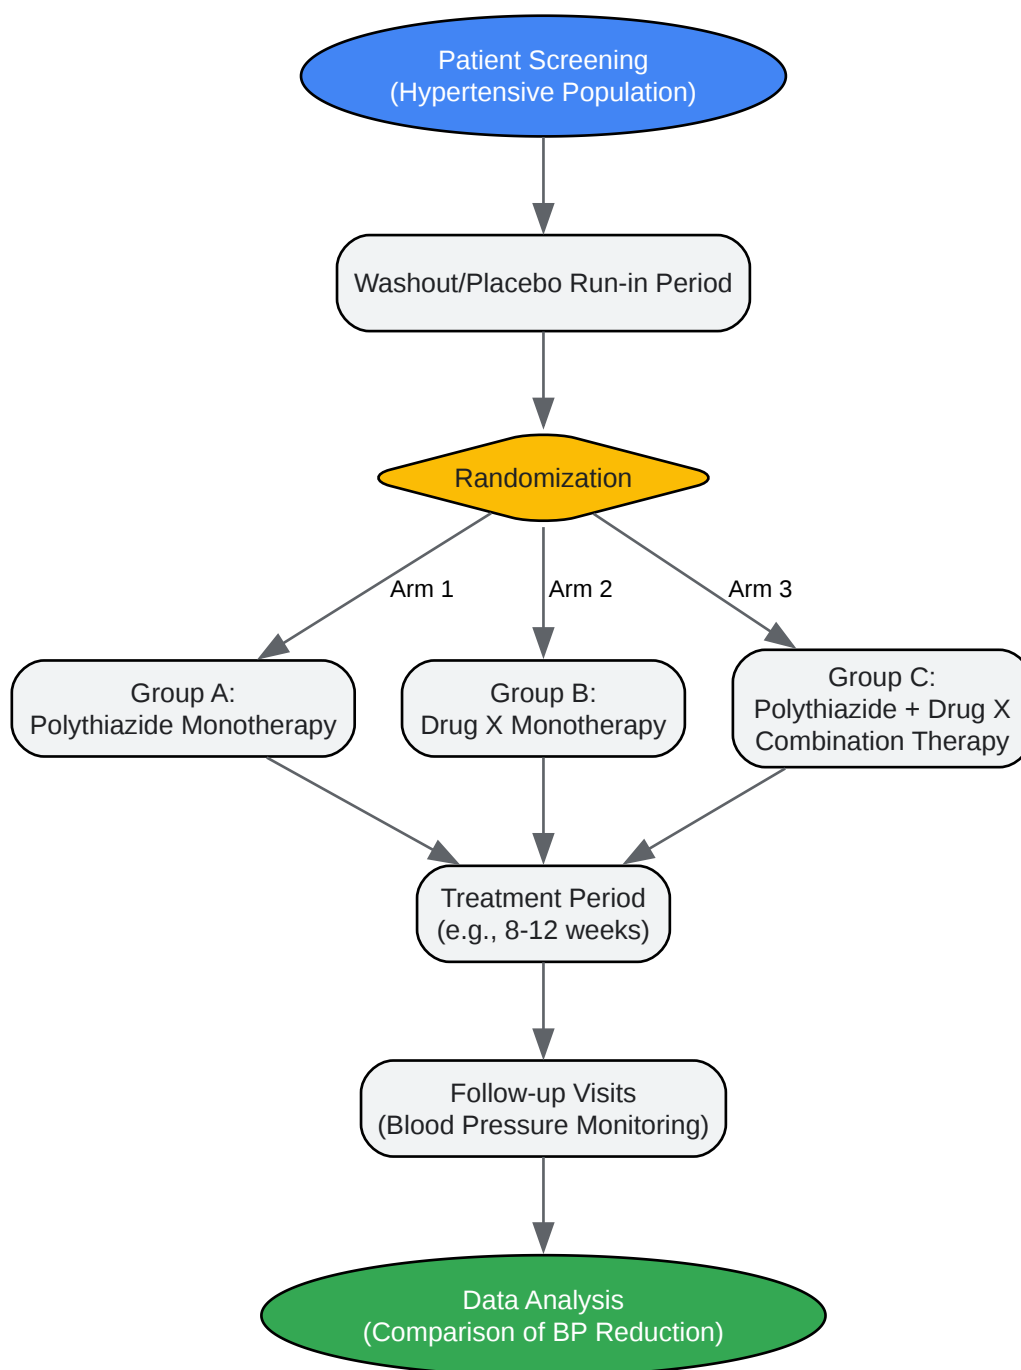 Patient Screening
(Hypertensive Population)
Washout/Placebo Run-in Period
Randomization
Arm 1
Arm 2
Arm 3
Group A:
Polythiazide Monotherapy
Group B:
Drug X Monotherapy
Group C:
Polythiazide + Drug X
Combination Therapy
Treatment Period
(e.g., 8-12 weeks)
Follow-up Visits
(Blood Pressure Monitoring)
Data Analysis
(Comparison of BP Reduction)